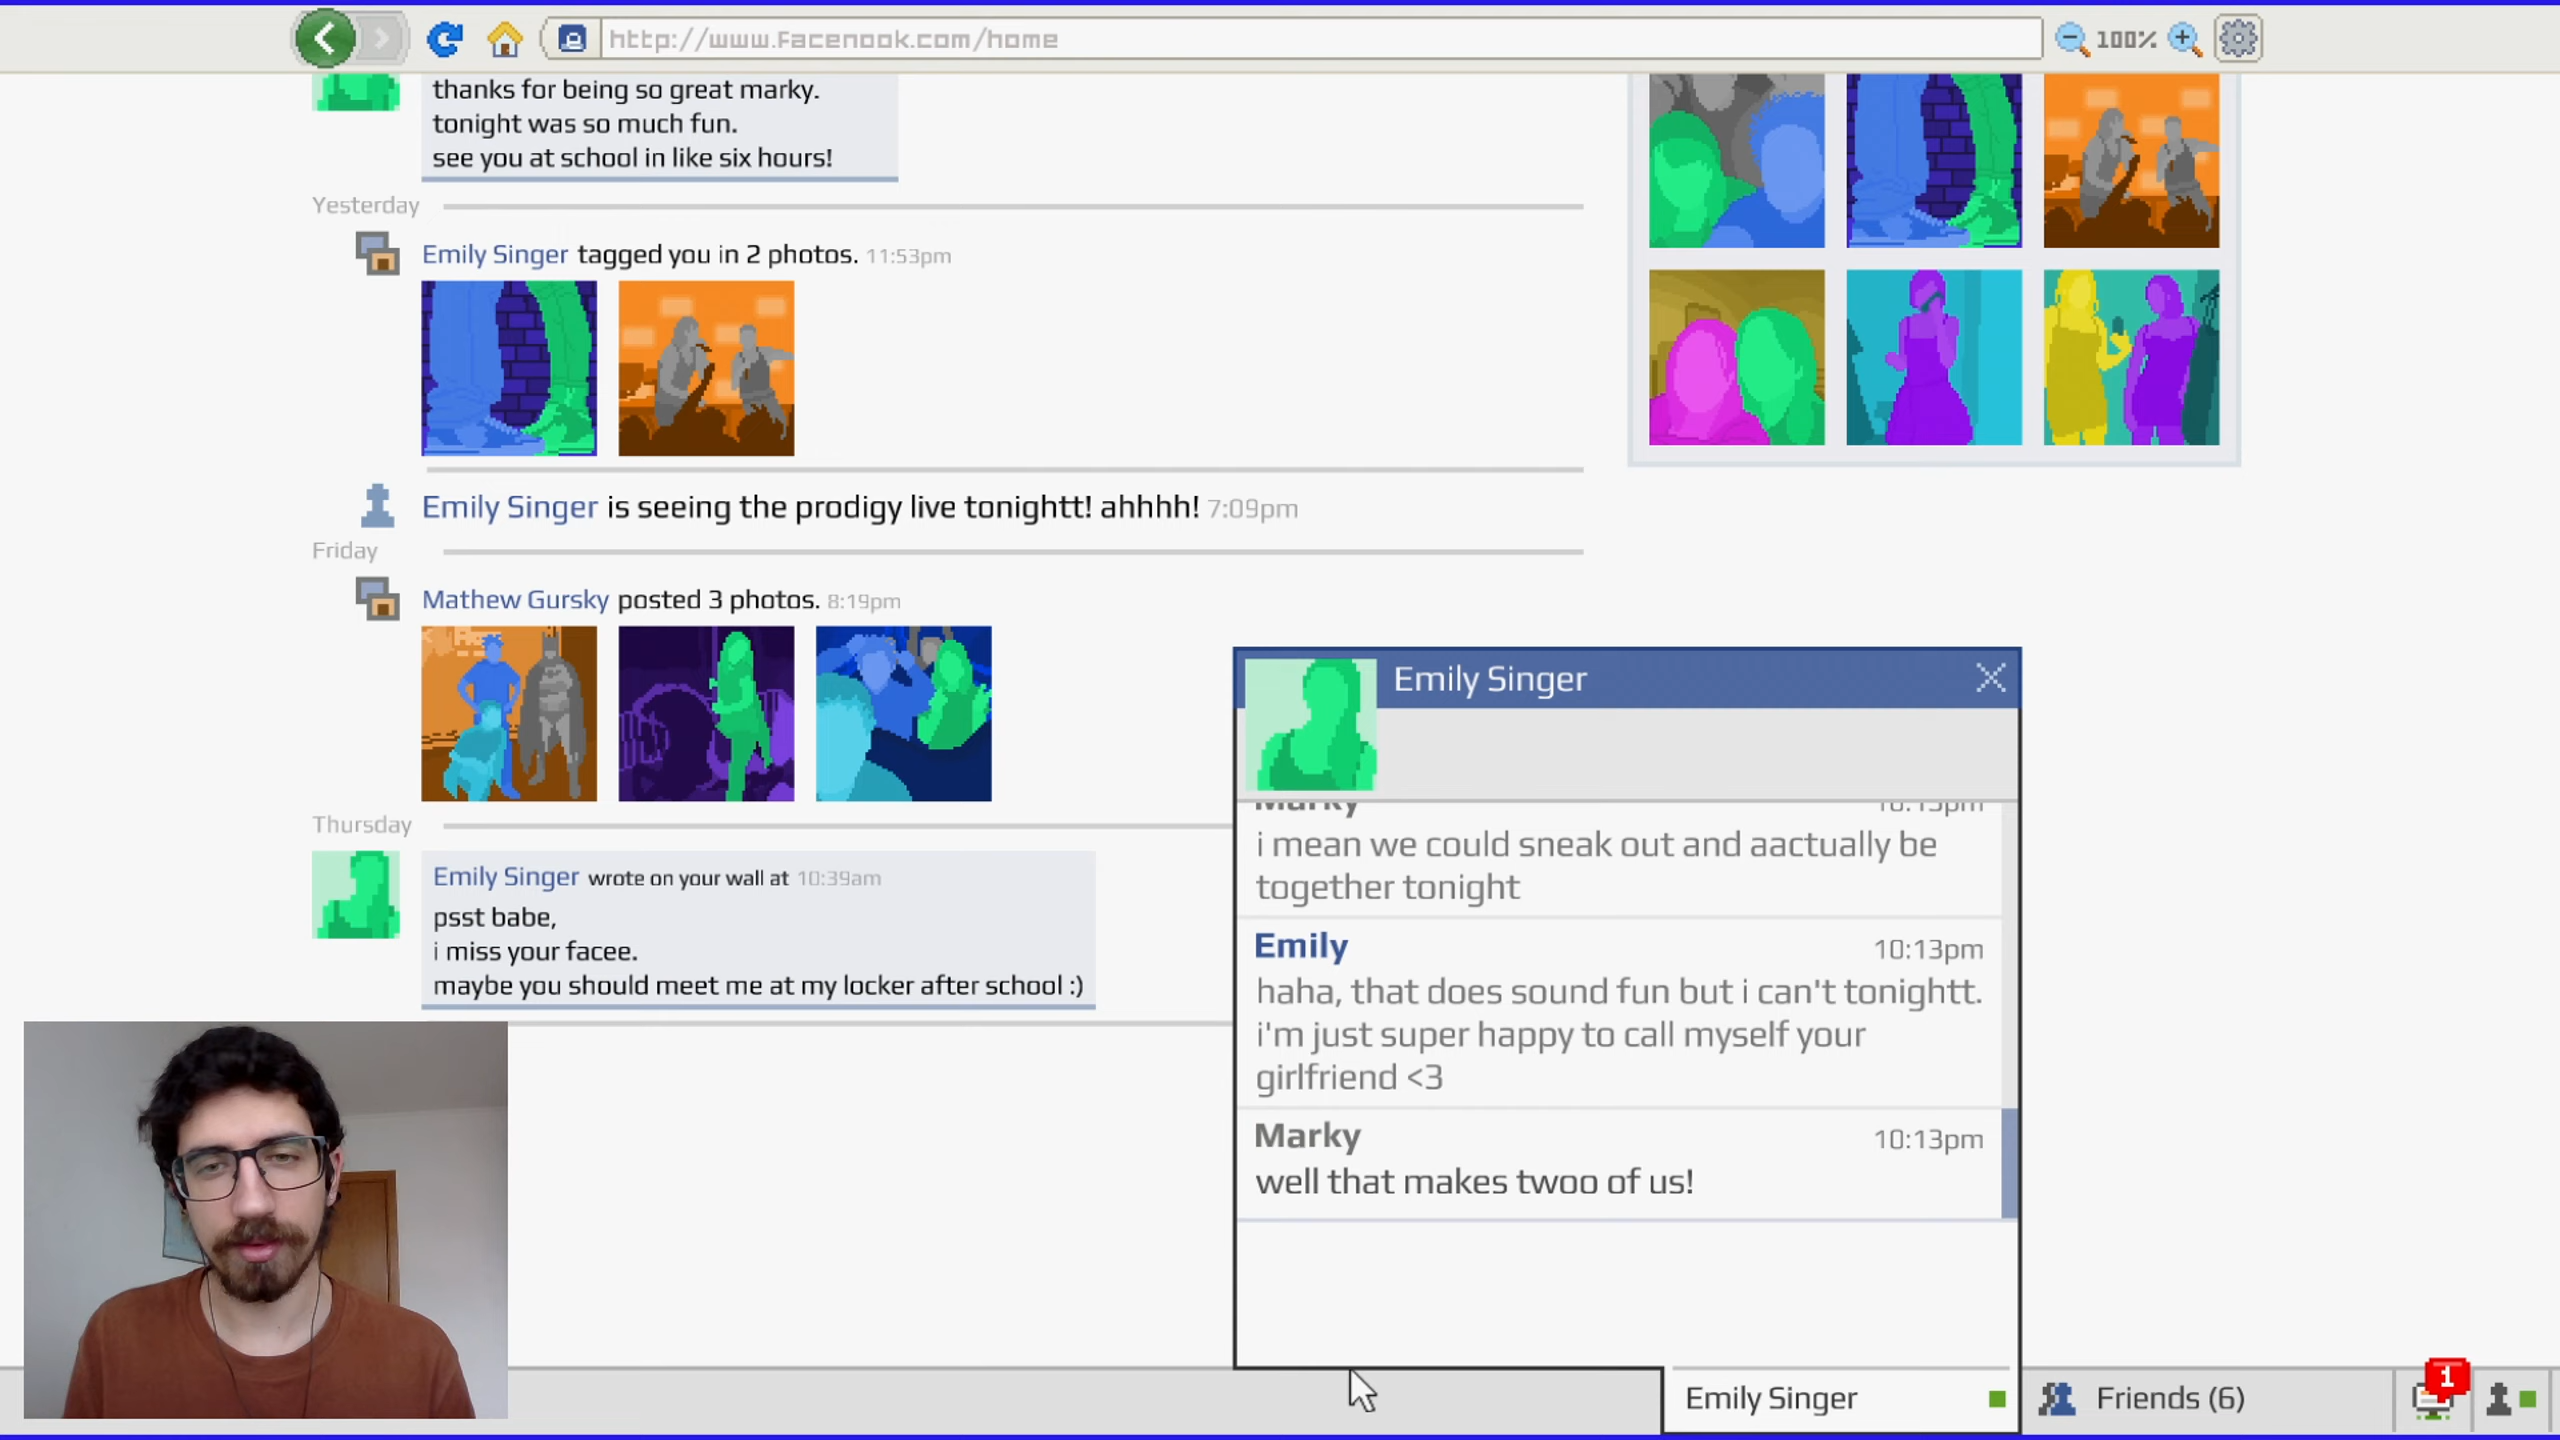 http://www.Facenook.com/home
100%
thanks for being so great marky.
tonight was so much fun.
see you at school in like six hours!
Yesterday
Emily Singer tagged you in 2 photos. 11:53pm
Emily Singer is seeing the prodigy live tonightt! ahhhh! 7:09pm
Friday
Mathew Gursky posted 3 photos. 8:19pm
Thursday
Emily Singer wrote on your wall at 10:39am
psst babe,
i miss your facee.
maybe you should meet me at my locker after school :)
Emily Singer
Marky 10:13pm
i mean we could sneak out and aactually be
together tonight
Emily 10:13pm
haha, that does sound fun but i can't tonightt.
i'm just super happy to call myself your
girlfriend <3
Marky 10:13pm
well that makes twoo of us!
Emily Singer
Friends (6)
1